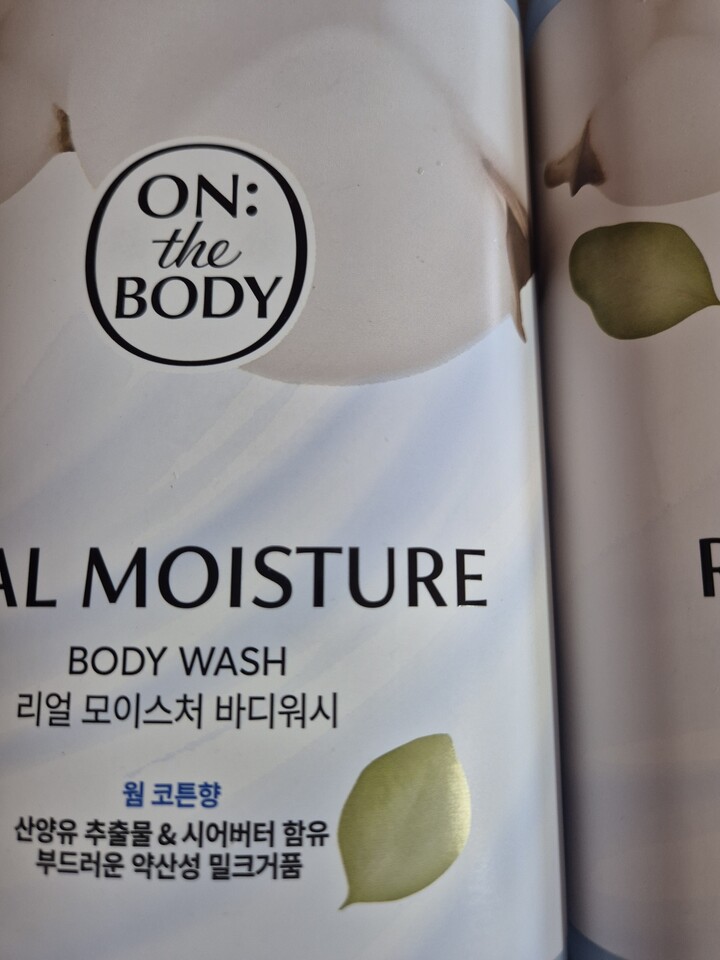 ON:
the
BODY
AL MOISTURE
BODY WASH
리얼 모이스처 바디워시
웜 코튼향
산양유 추출물 & 시어버터 함유
부드러운 약산성 밀크거품